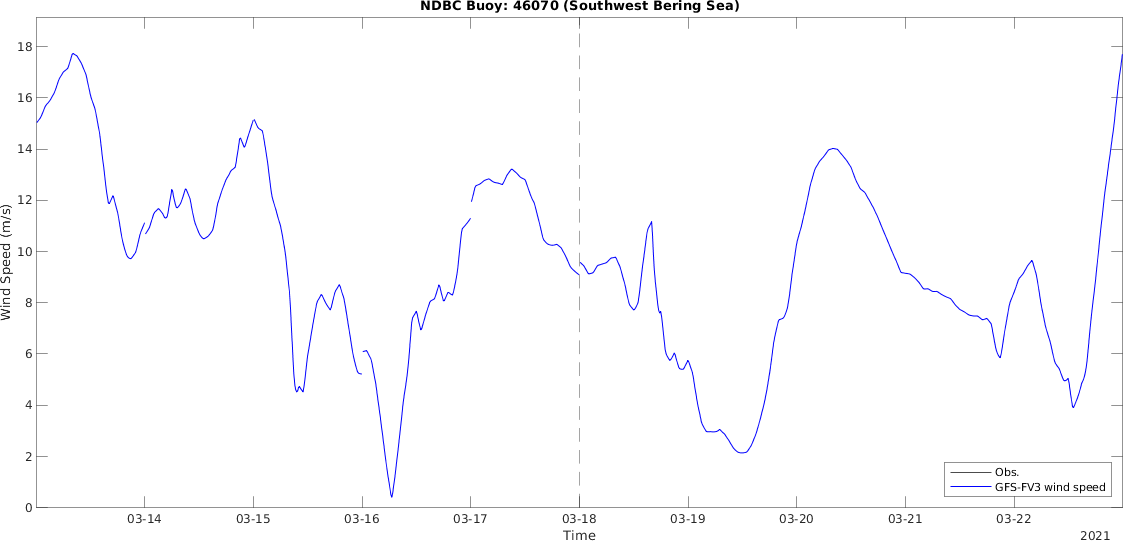 NDBC Buoy: 46070 (Southwest Bering Sea)
Wind Speed (m/s)
18
16
14
12
10
8
6
4
2
0
03-14 03-15 03-16 03-17 03-18 03-19 03-20 03-21 03-22
Time
2021
Obs.
GFS-FV3 wind speed